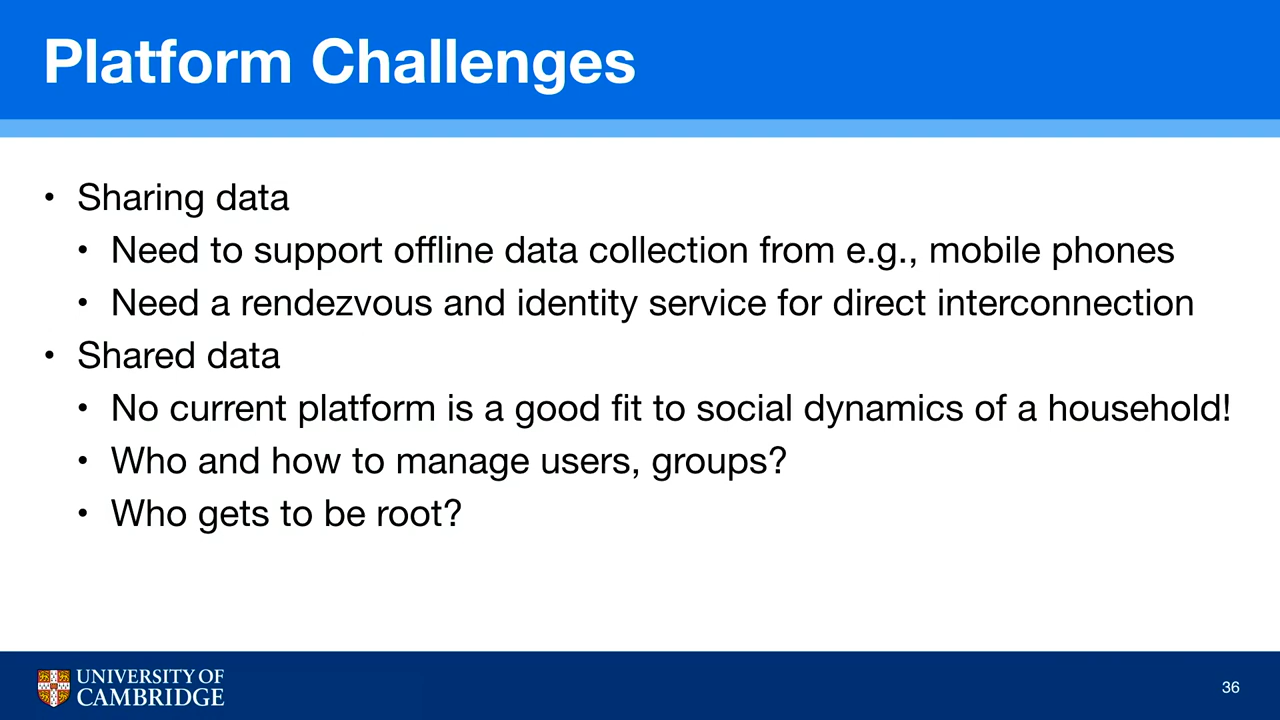 Platform Challenges
• Sharing data
• Need to support offline data collection from e.g., mobile phones
• Need a rendezvous and identity service for direct interconnection
• Shared data
• No current platform is a good fit to social dynamics of a household!
• Who and how to manage users, groups?
• Who gets to be root?
UNIVERSITY OF
CAMBRIDGE
36